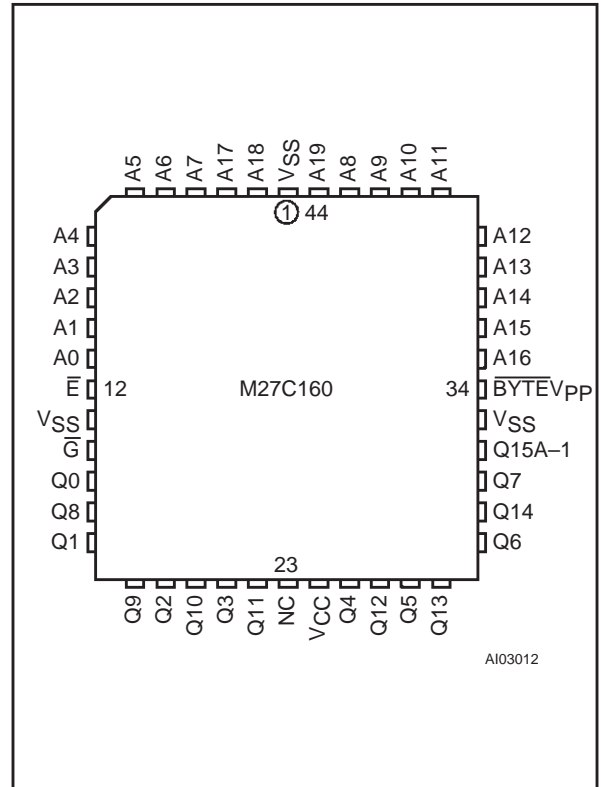 A5 A6 A7 A17 A18 VSS A19 A8 A9 A10 A11
1 44
A4 A12
A3 A13
A2 A14
A1 A15
A0 A16
E̅ 12 M27C160 34 B̅Y̅T̅E̅VPP
VSS VSS
G̅ Q15A–1
Q0 Q7
Q8 Q14
Q1 Q6
23
Q9 Q2 Q10 Q3 Q11 NC VCC Q4 Q12 Q5 Q13
AI03012